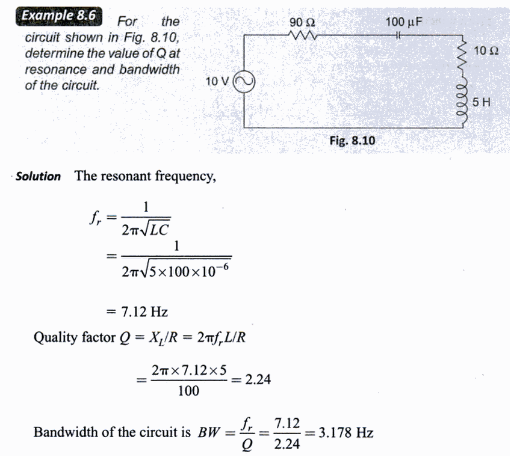 Example 8.6 For the
circuit shown in Fig. 8.10,
determine the value of Q at
resonance and bandwidth
of the circuit.
90 Ω
100 μF
10 Ω
10 V
5 H
Fig. 8.10
Solution The resonant frequency,
f_r = 1 / 2π√LC
= 1 / 2π√5×100×10⁻⁶
= 7.12 Hz
Quality factor Q = X_L/R = 2πf_rL/R
= 2π×7.12×5 / 100 = 2.24
Bandwidth of the circuit is BW = f_r / Q = 7.12 / 2.24 = 3.178 Hz